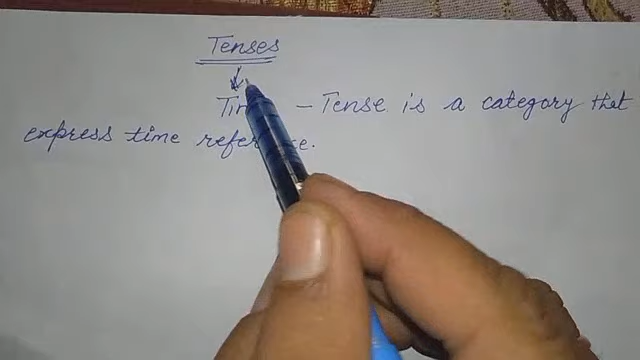 Tenses
- Tense is a category that
express time